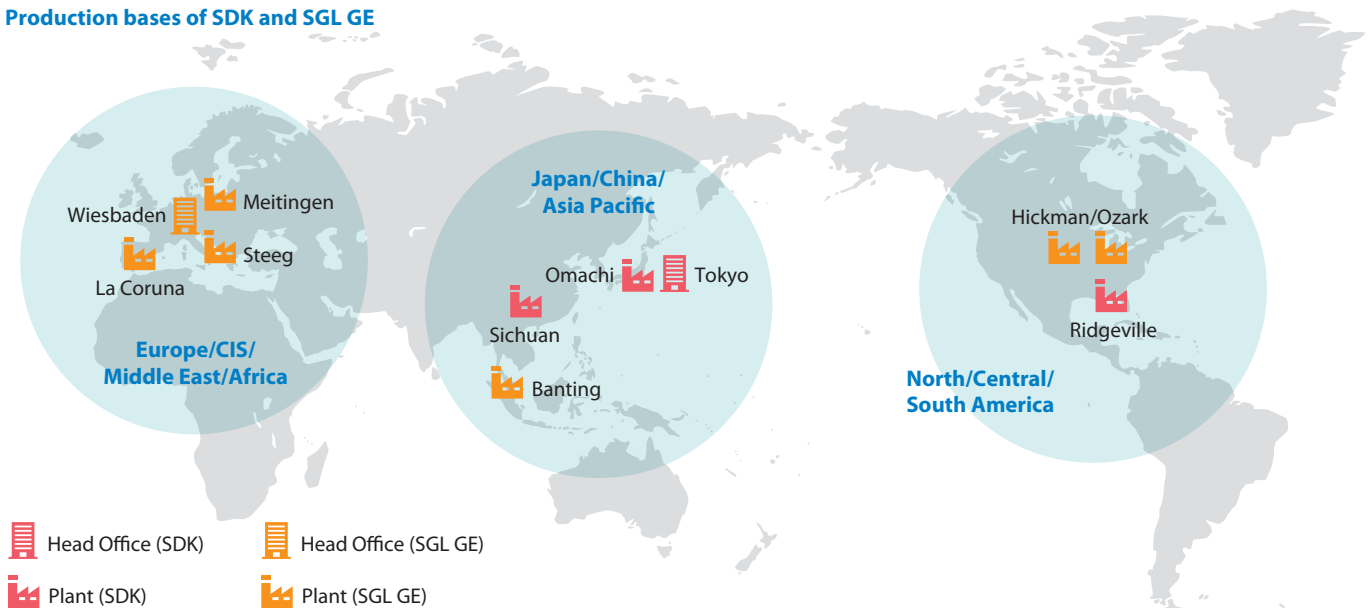 Production bases of SDK and SGL GE
Wiesbaden
Meitingen
Steeg
La Coruna
Europe/CIS/
Middle East/Africa
Japan/China/
Asia Pacific
Omachi
Tokyo
Sichuan
Banting
Hickman/Ozark
Ridgeville
North/Central/
South America
Head Office (SDK)
Head Office (SGL GE)
Plant (SDK)
Plant (SGL GE)